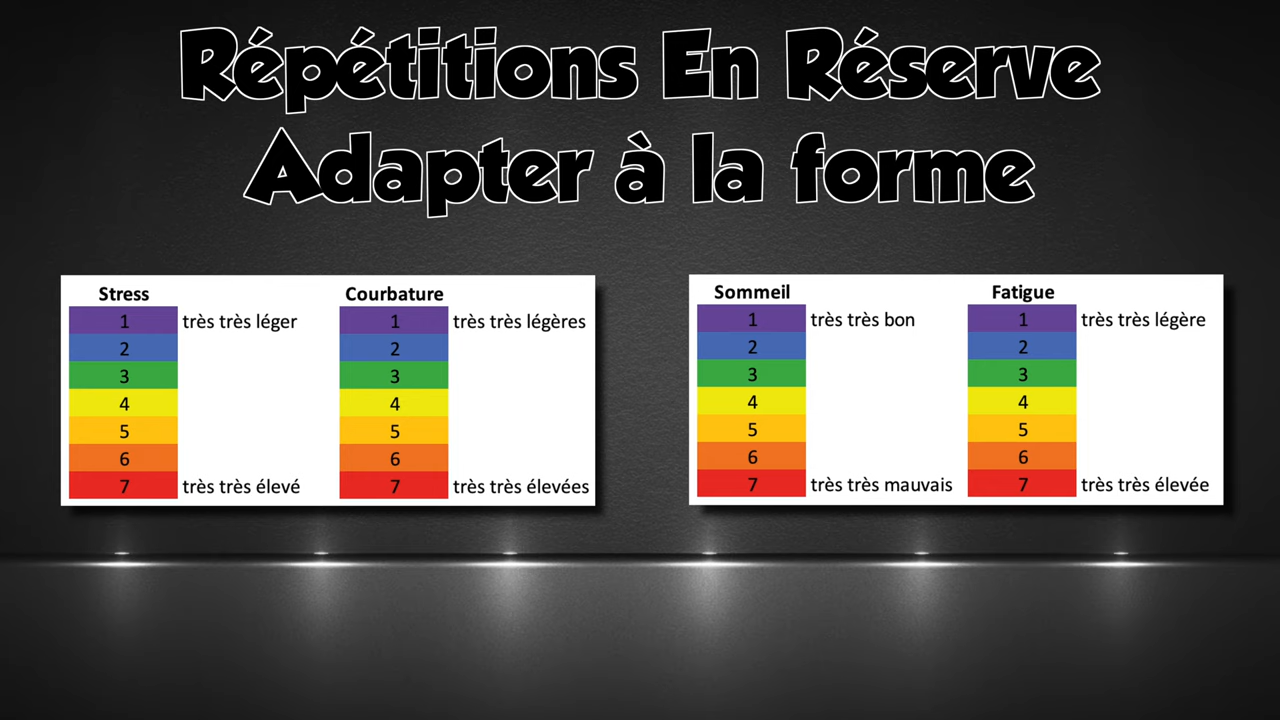 Répétitions En Réserve
Adapter à la forme
Stress
1 très très léger
2
3
4
5
6
7 très très élevé
Courbature
1 très très légères
2
3
4
5
6
7 très très élevées
Sommeil
1 très très bon
2
3
4
5
6
7 très très mauvais
Fatigue
1 très très légère
2
3
4
5
6
7 très très élevée